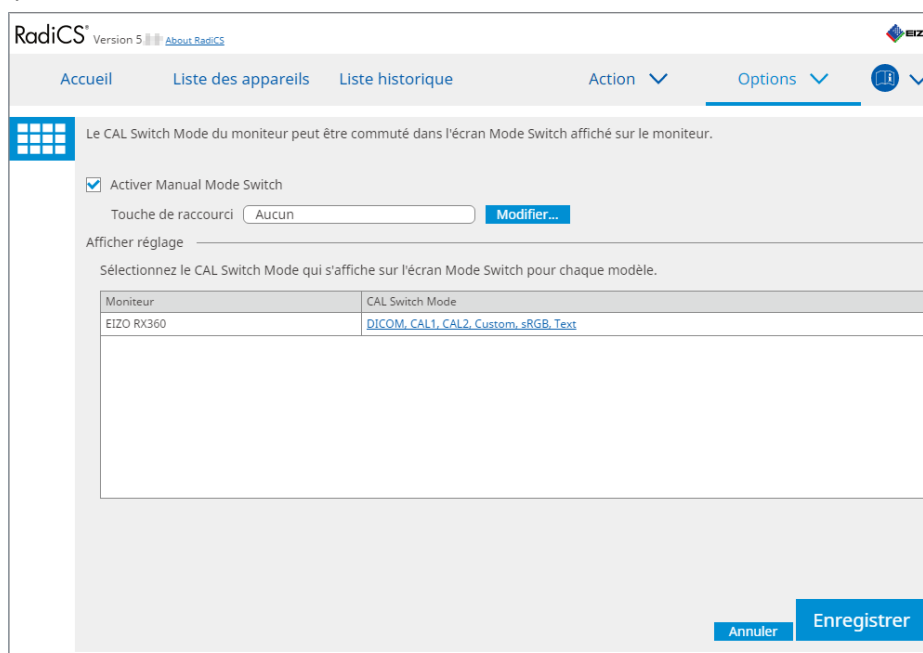 RadiCS® Version 5. About RadiCS EIZ
Accueil Liste des appareils Liste historique Action Options
Le CAL Switch Mode du moniteur peut être commuté dans l'écran Mode Switch affiché sur le moniteur.
Activer Manual Mode Switch
Touche de raccourci Aucun Modifier...
Afficher réglage
Sélectionnez le CAL Switch Mode qui s'affiche sur l'écran Mode Switch pour chaque modèle.
Moniteur CAL Switch Mode
EIZO RX360 DICOM, CAL1, CAL2, Custom, sRGB, Text
Annuler Enregistrer